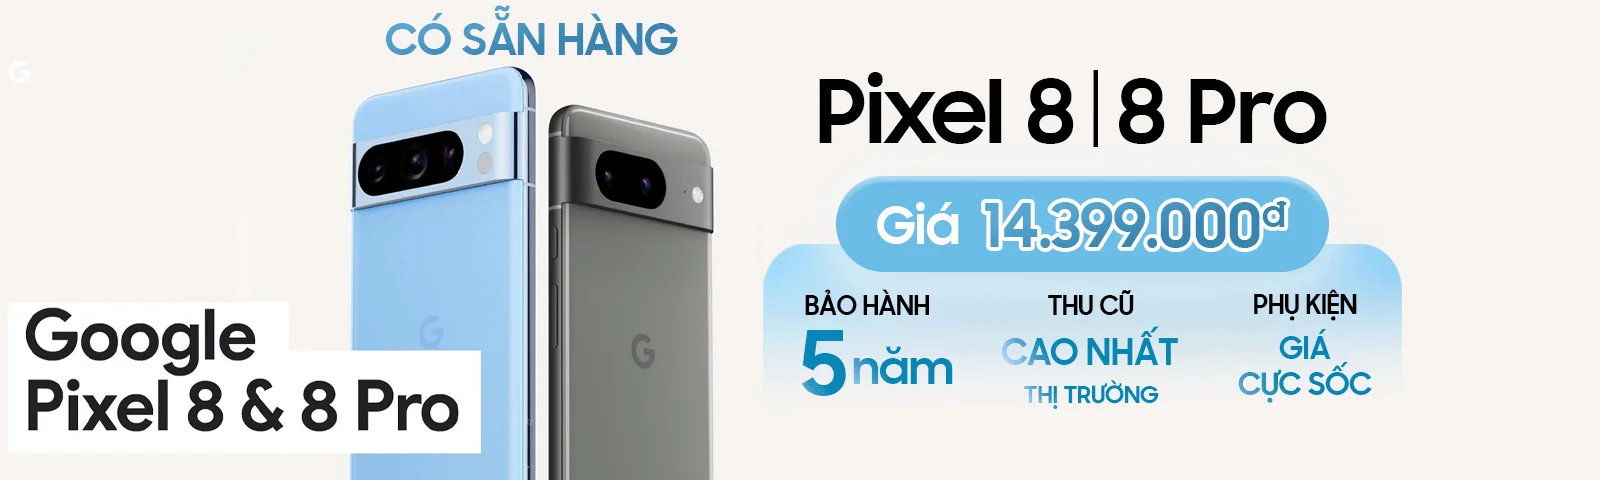 CÓ SẴN HÀNG
G
Google
Pixel 8 & 8 Pro
G
G
Pixel 8|8 Pro
Giá 14.399.000đ
BẢO HÀNH
5 năm
THU CŨ
CAO NHẤT
THỊ TRƯỜNG
PHỤ KIỆN
GIÁ
CỰC SỐC